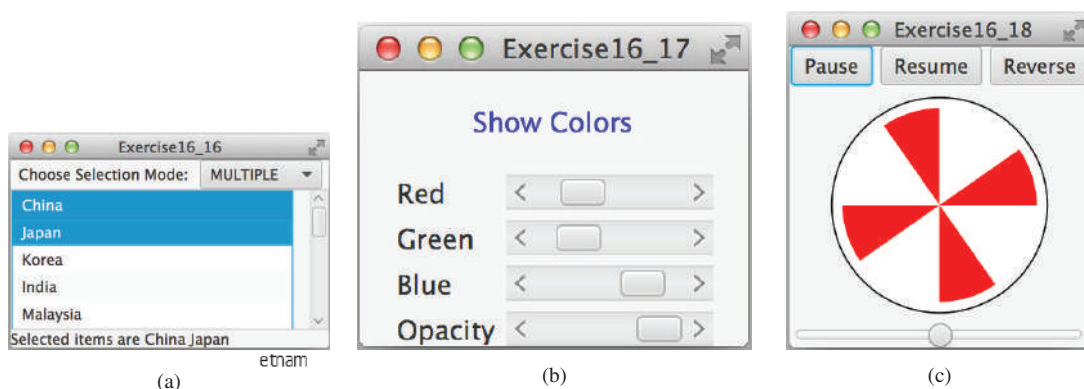 Exercise16_16
Choose Selection Mode: MULTIPLE
China
Japan
Korea
India
Malaysia
Selected items are China Japan
etnam
(a)
Exercise16_17
Show Colors
Red
Green
Blue
Opacity
(b)
Exercise16_18
Pause Resume Reverse
(c)